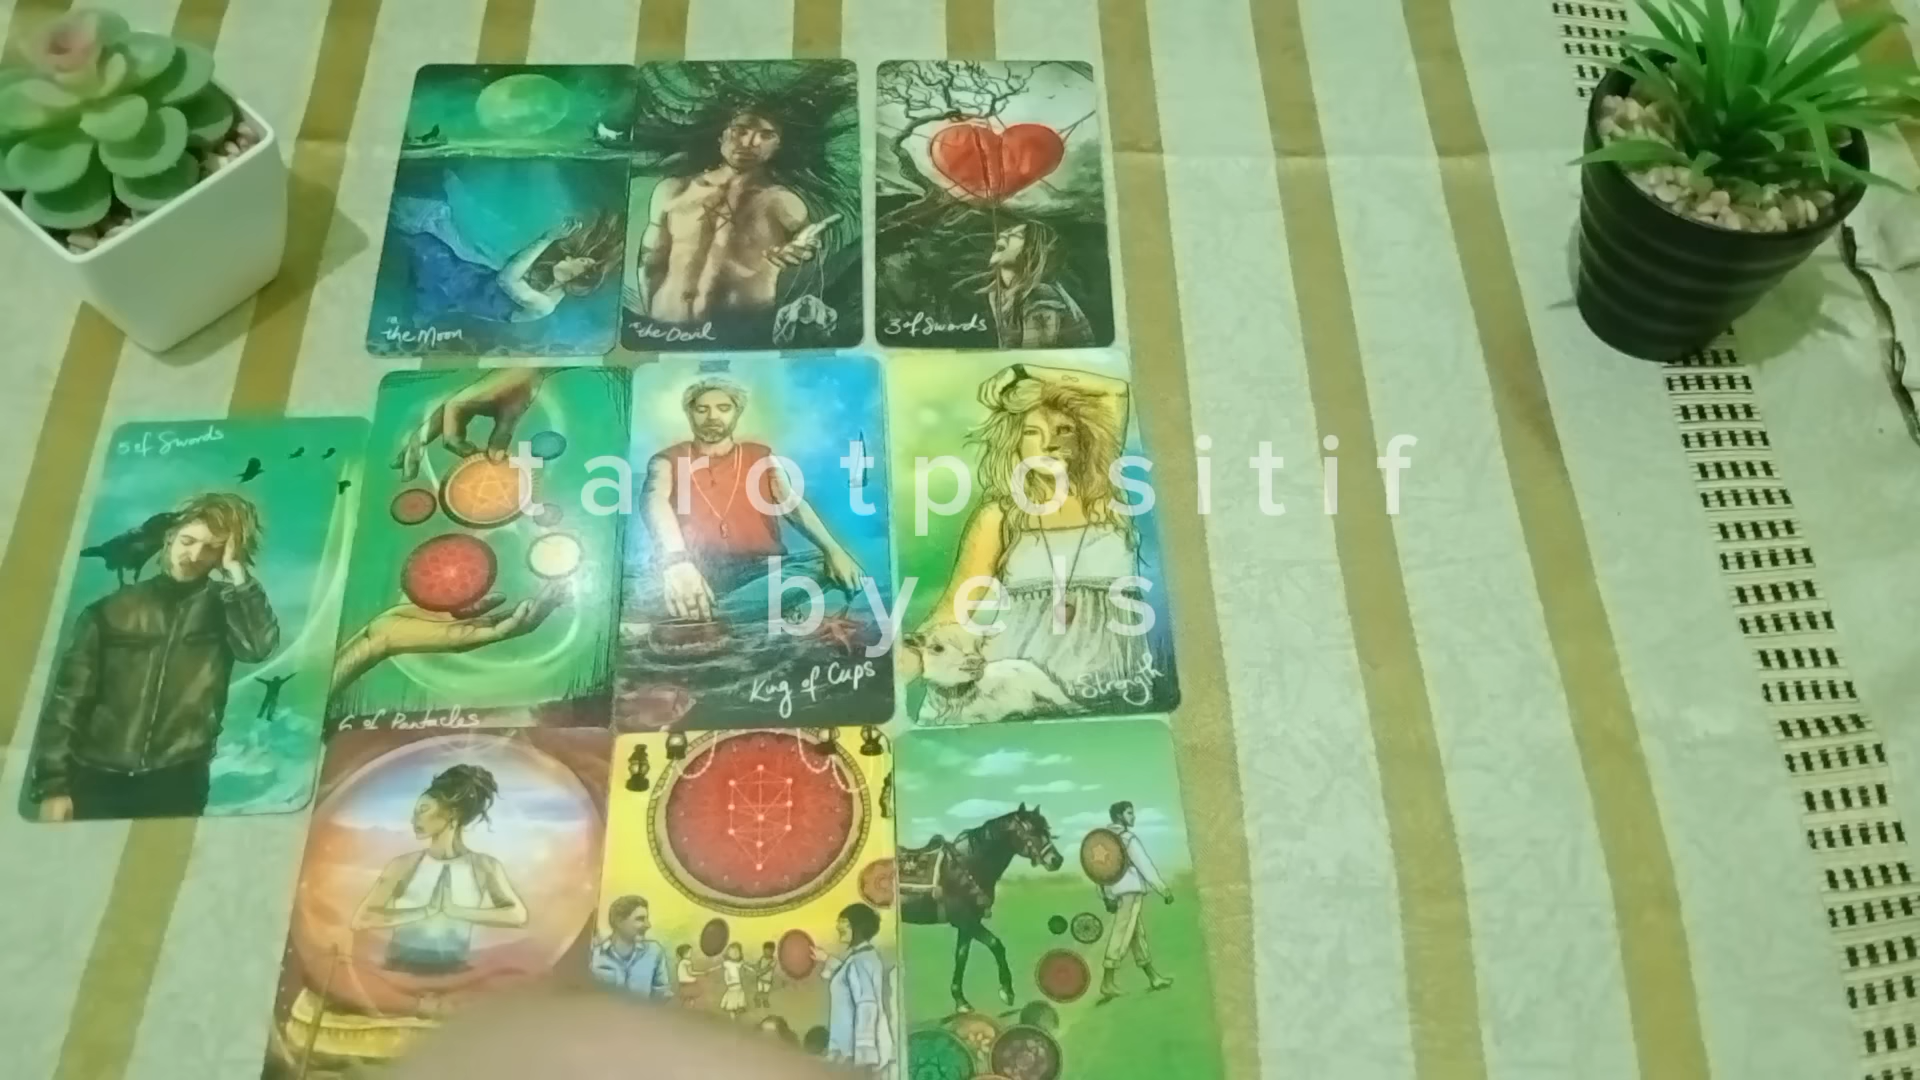 the Moon
the Devil
3 of Swords
5 of Swords
6 of Pentacles
King of Cups
Strength
tarotpositif
byels